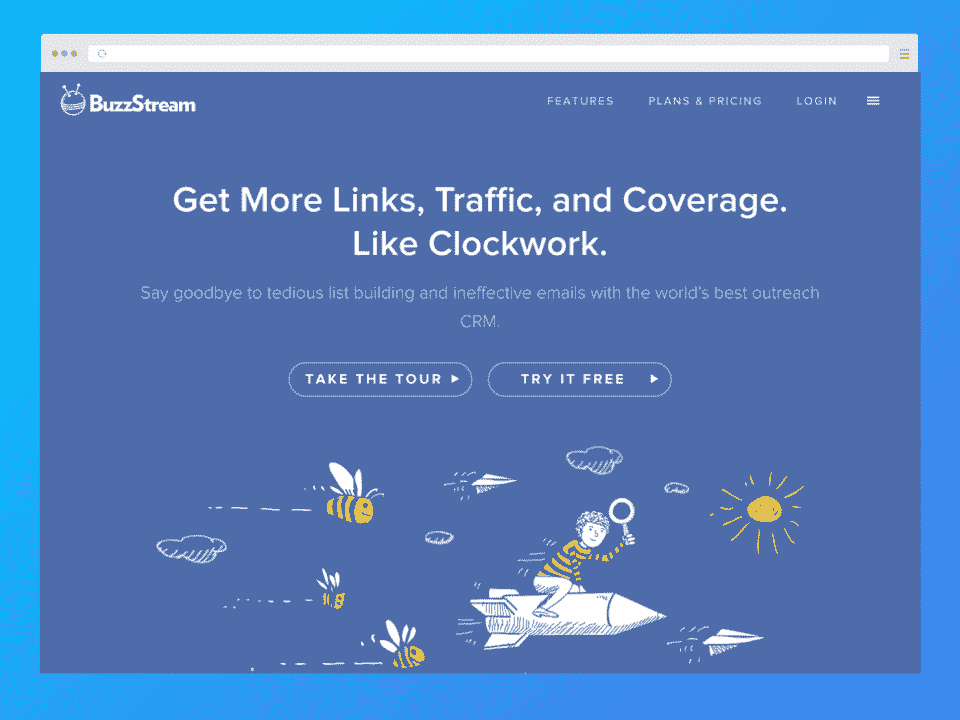 BuzzStream
FEATURES
PLANS & PRICING
LOGIN
Get More Links, Traffic, and Coverage.
Like Clockwork.
Say goodbye to tedious list building and ineffective emails with the world's best outreach
CRM.
TAKE THE TOUR
TRY IT FREE